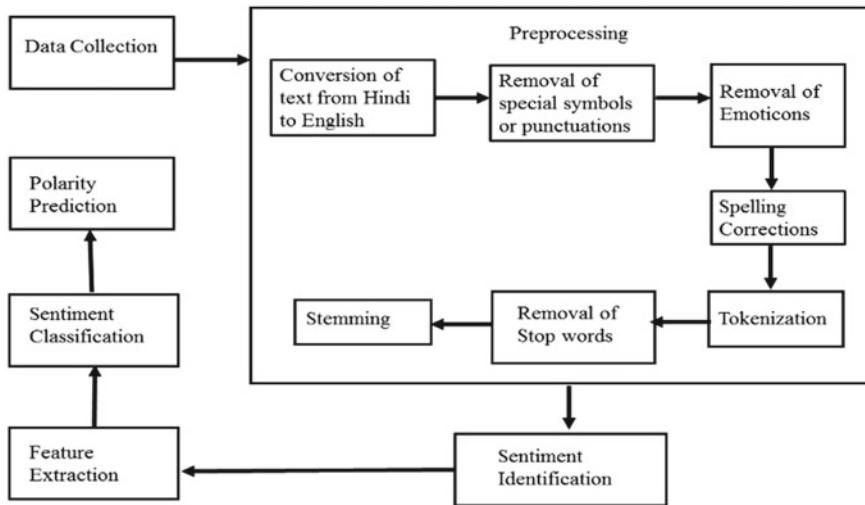 Data Collection
Preprocessing
Conversion of
text from Hindi
to English
Removal of
special symbols
or punctuations
Removal of
Emoticons
Spelling
Corrections
Tokenization
Removal of
Stop words
Stemming
Sentiment
Identification
Feature
Extraction
Sentiment
Classification
Polarity
Prediction